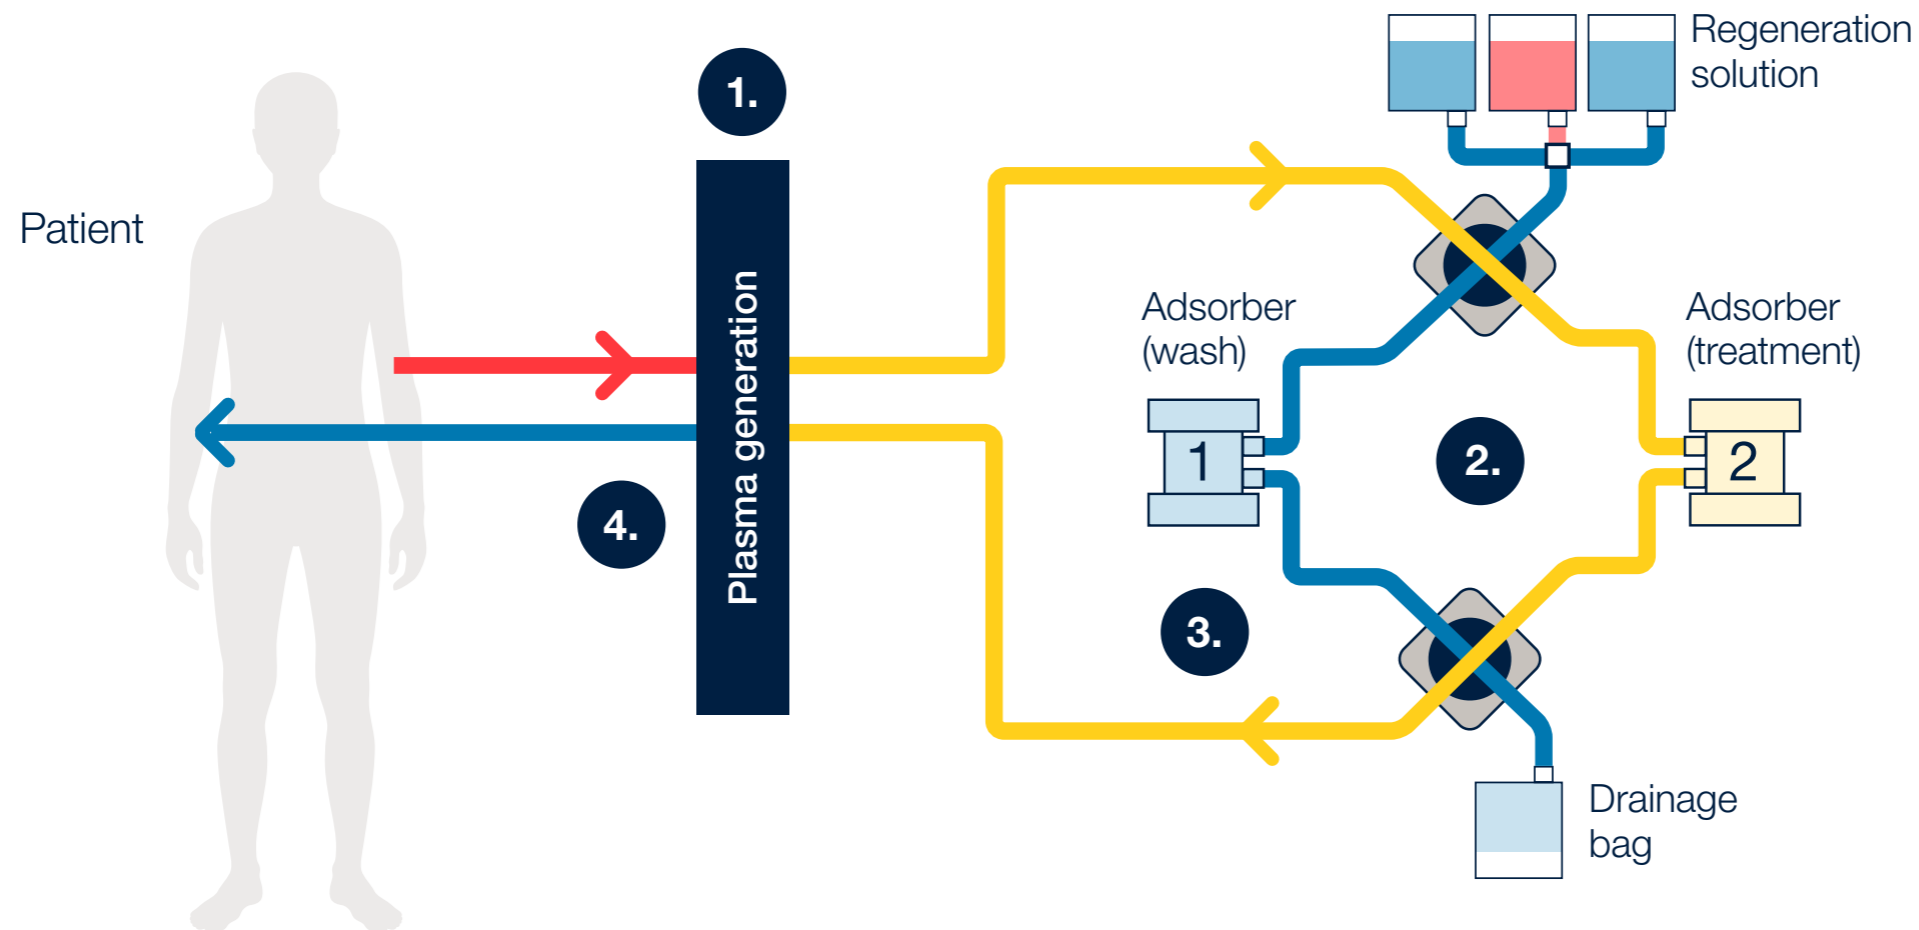 Regeneration
solution
1.
Patient
Plasma generation
Adsorber
(wash)
Adsorber
(treatment)
1
2.
2
4.
3.
Drainage
bag